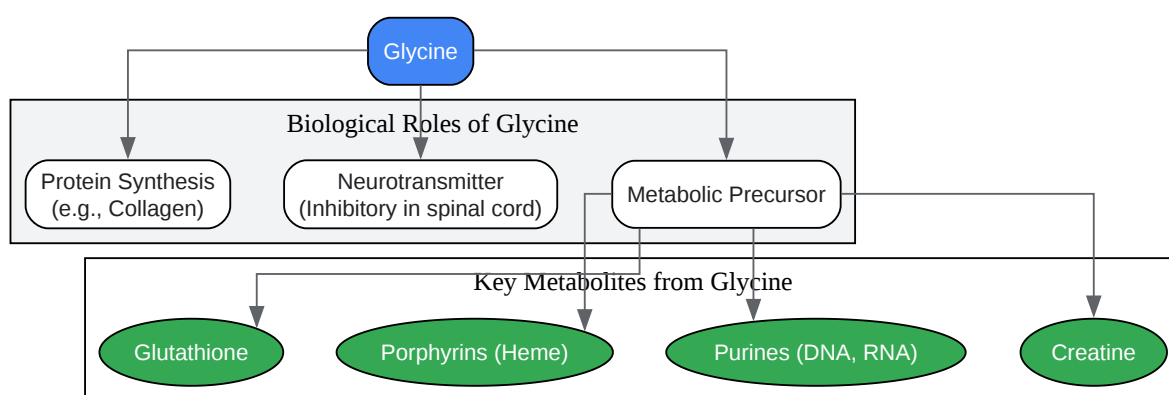 Glycine
Biological Roles of Glycine
Protein Synthesis
(e.g., Collagen)
Neurotransmitter
(Inhibitory in spinal cord)
Metabolic Precursor
Key Metabolites from Glycine
Glutathione
Porphyrins (Heme)
Purines (DNA, RNA)
Creatine